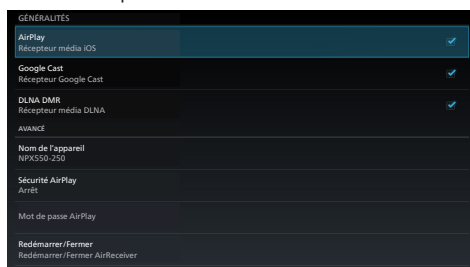 GÉNÉRALITÉS
AirPlay
Récepteur média iOS
Google Cast
Récepteur Google Cast
DLNA DMR
Récepteur média DLNA
AVANCÉ
Nom de l'appareil
NPX550-250
Sécurité AirPlay
Arrêt
Mot de passe AirPlay
Redémarrer/Fermer
Redémarrer/Fermer AirReceiver